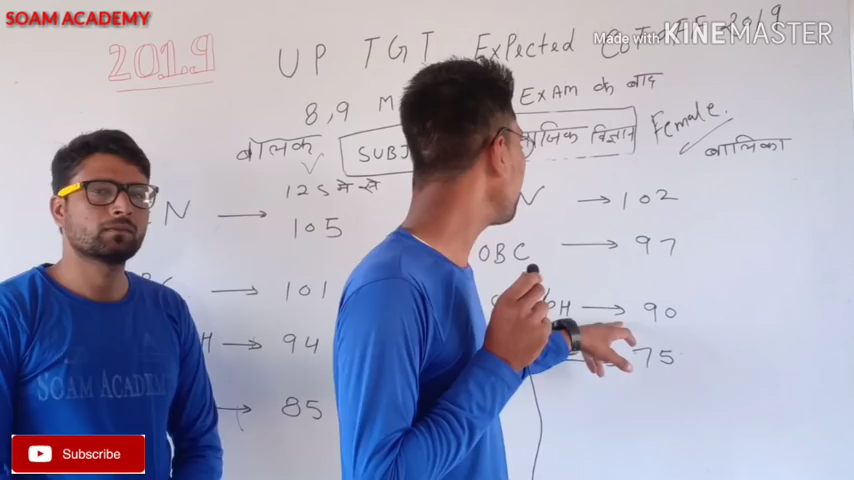 SOAM ACADEMY
Made with KINEMASTER
2019 UP TGT Expected
8,9 EXAM के बाद
बालक विज्ञान Female. बालिका
125 में से
N → 105 → 102
→ 101 OBC → 97
H → 94 PH → 90
→ 85 75
SOAM ACADEMY
Subscribe